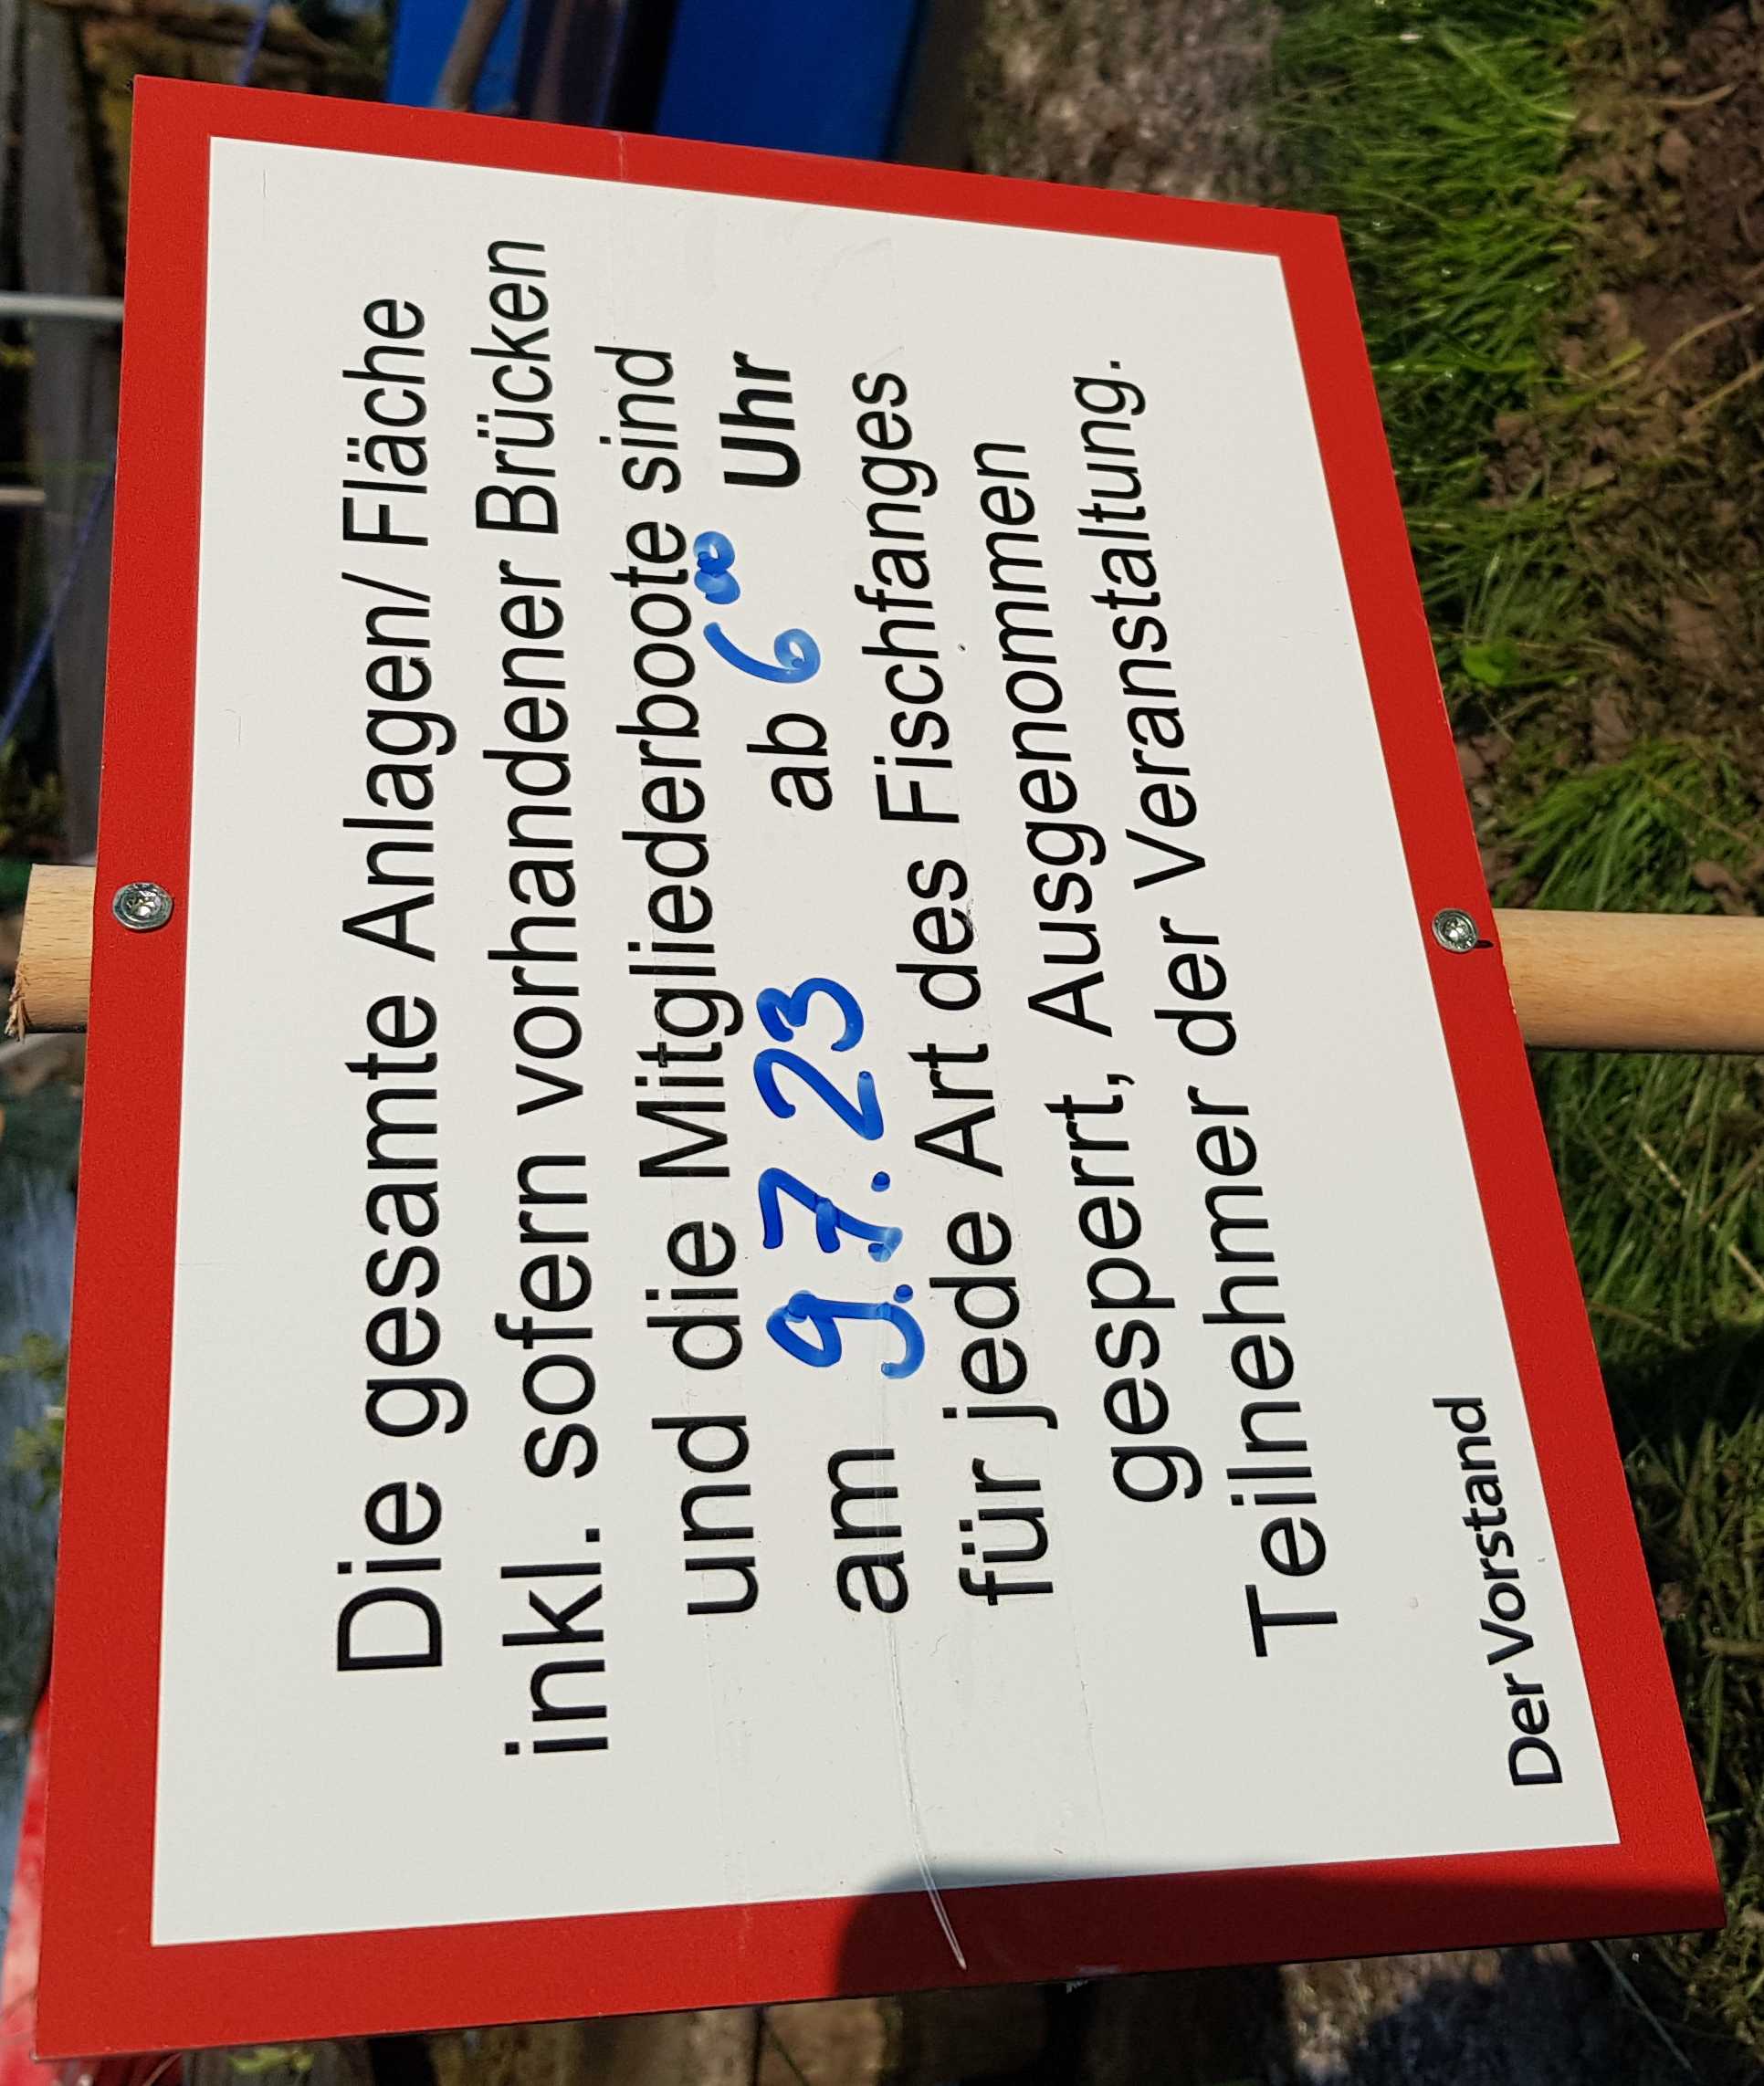 Die gesamte Anlagen/ Fläche
inkl. sofern vorhandener Brücken
und die Mitgliederboote sind
am 9.7.23 ab 6⁰⁰ Uhr
für jede Art des Fischfanges
gesperrt, Ausgenommen
Teilnehmer der Veranstaltung.
Der Vorstand